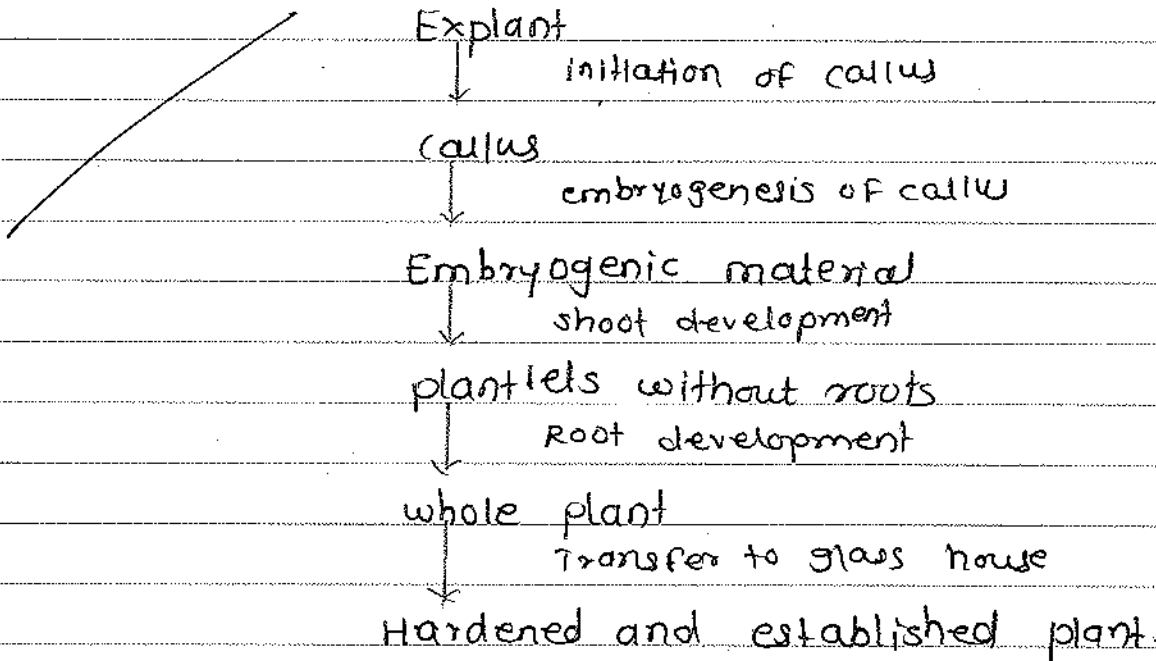 Explant
initiation of callus
callus
embryogenesis of callus
Embryogenic material
shoot development
plantlets without roots
Root development
whole plant
Transfer to glass house
Hardened and established plant.